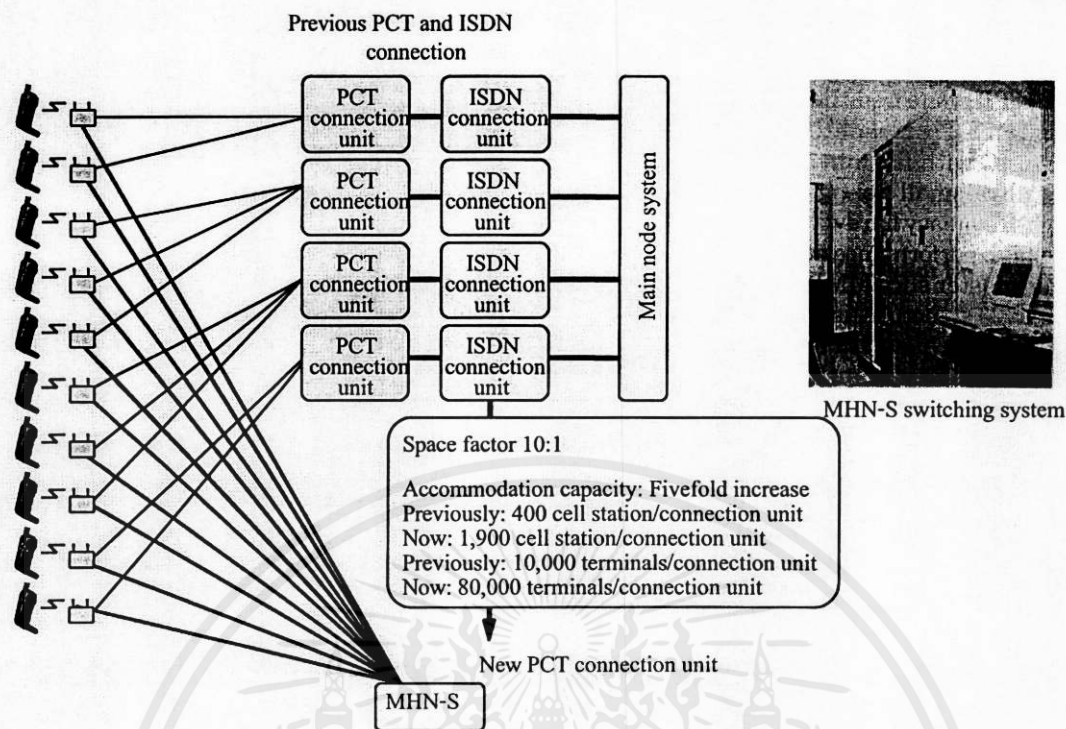 Previous PCT and ISDN
connection
PCT
connection
unit
ISDN
connection
unit
PCT
connection
unit
ISDN
connection
unit
PCT
connection
unit
ISDN
connection
unit
PCT
connection
unit
ISDN
connection
unit
Main node system
MHN-S switching system
Space factor 10:1
Accommodation capacity: Fivefold increase
Previously: 400 cell station/connection unit
Now: 1,900 cell station/connection unit
Previously: 10,000 terminals/connection unit
Now: 80,000 terminals/connection unit
New PCT connection unit
MHN-S